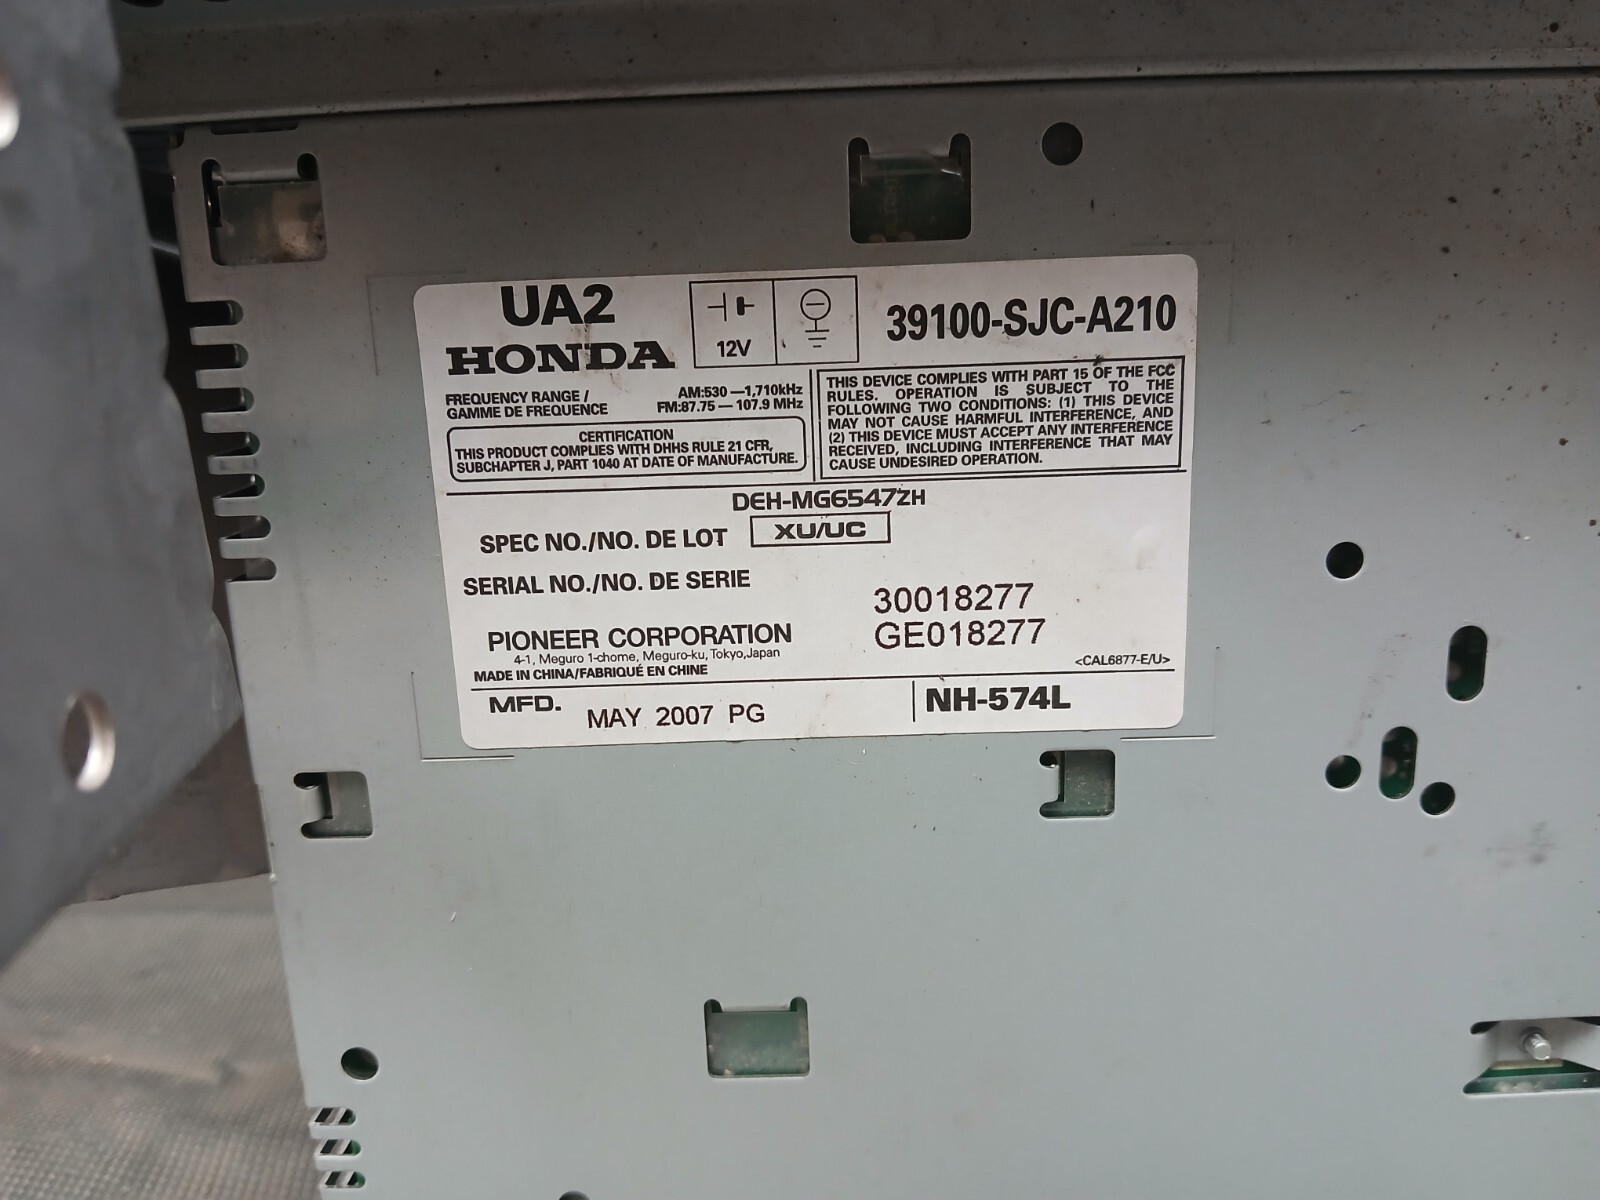 UA2
HONDA
12V
39100-SJC-A210
FREQUENCY RANGE /
GAMME DE FREQUENCE
AM:530 —1,710kHz
FM:87.75 — 107.9 MHz
CERTIFICATION
THIS PRODUCT COMPLIES WITH DHHS RULE 21 CFR,
SUBCHAPTER J, PART 1040 AT DATE OF MANUFACTURE.
THIS DEVICE COMPLIES WITH PART 15 OF THE FCC
RULES. OPERATION IS SUBJECT TO THE
FOLLOWING TWO CONDITIONS: (1) THIS DEVICE
MAY NOT CAUSE HARMFUL INTERFERENCE, AND
(2) THIS DEVICE MUST ACCEPT ANY INTERFERENCE
RECEIVED, INCLUDING INTERFERENCE THAT MAY
CAUSE UNDESIRED OPERATION.
DEH-MG6547ZH
SPEC NO./NO. DE LOT XU/UC
SERIAL NO./NO. DE SERIE
30018277
GE018277
PIONEER CORPORATION
4-1, Meguro 1-chome, Meguro-ku, Tokyo,Japan
MADE IN CHINA/FABRIQUÉ EN CHINE
<CAL6877-E/U>
MFD. MAY 2007 PG
NH-574L